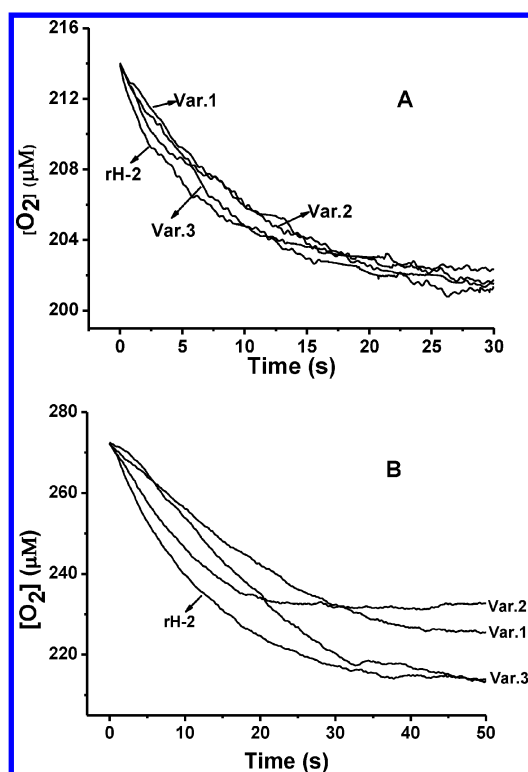 216
212
208
204
200
[O2] (μM)
A
Var.1
rH-2
Var.3
Var.2
0 5 10 15 20 25 30
Time (s)
280
260
240
220
[O2] (μM)
B
rH-2
Var.2
Var.1
Var.3
0 10 20 30 40 50
Time (s)